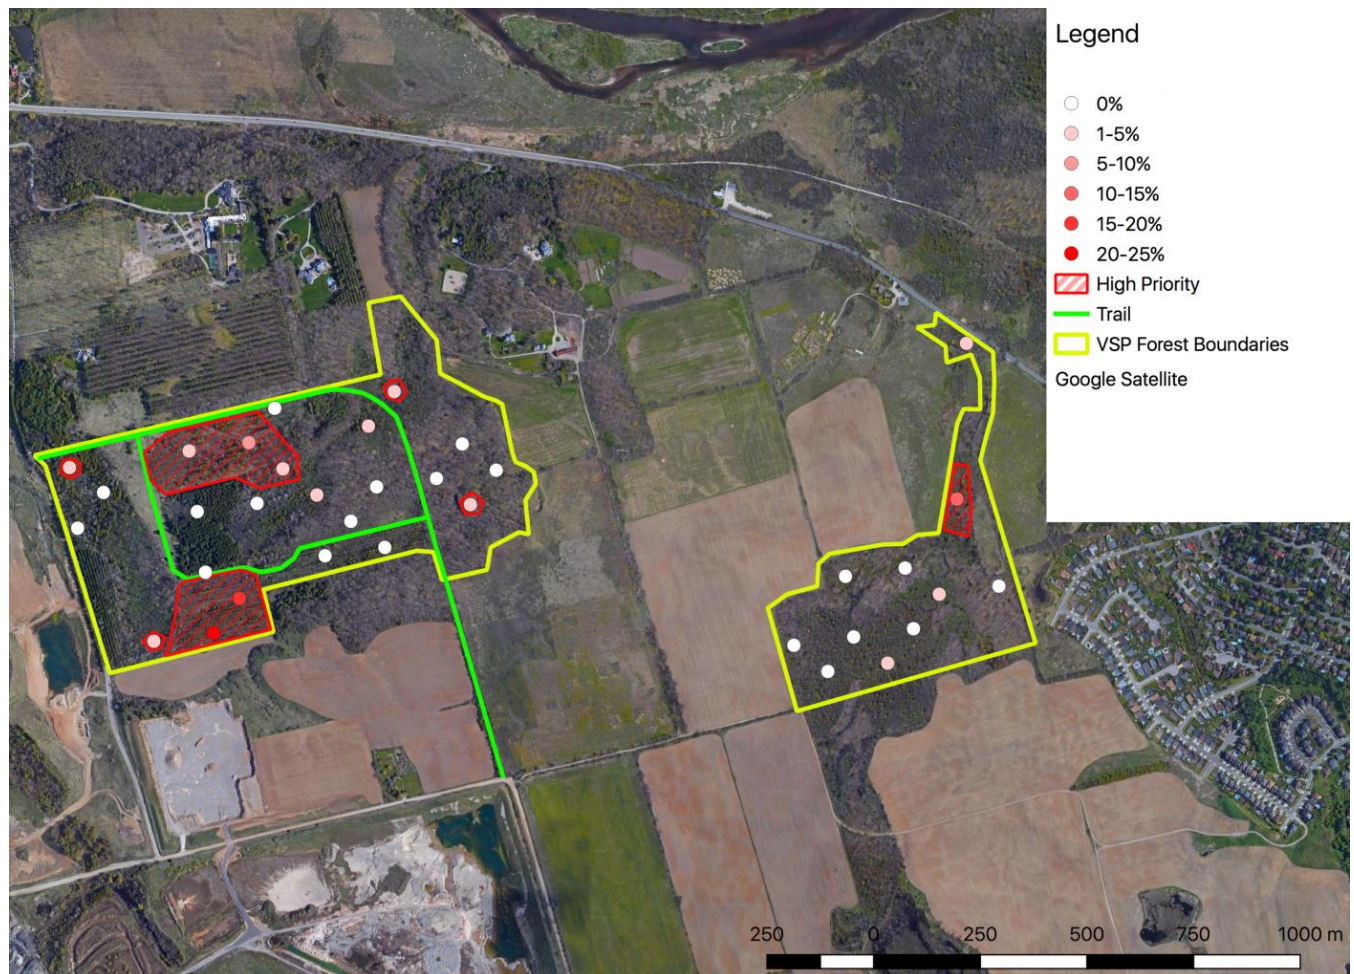 Legend
0%
1-5%
5-10%
10-15%
15-20%
20-25%
High Priority
Trail
VSP Forest Boundaries
Google Satellite
250 0 250 500 750 1000 m